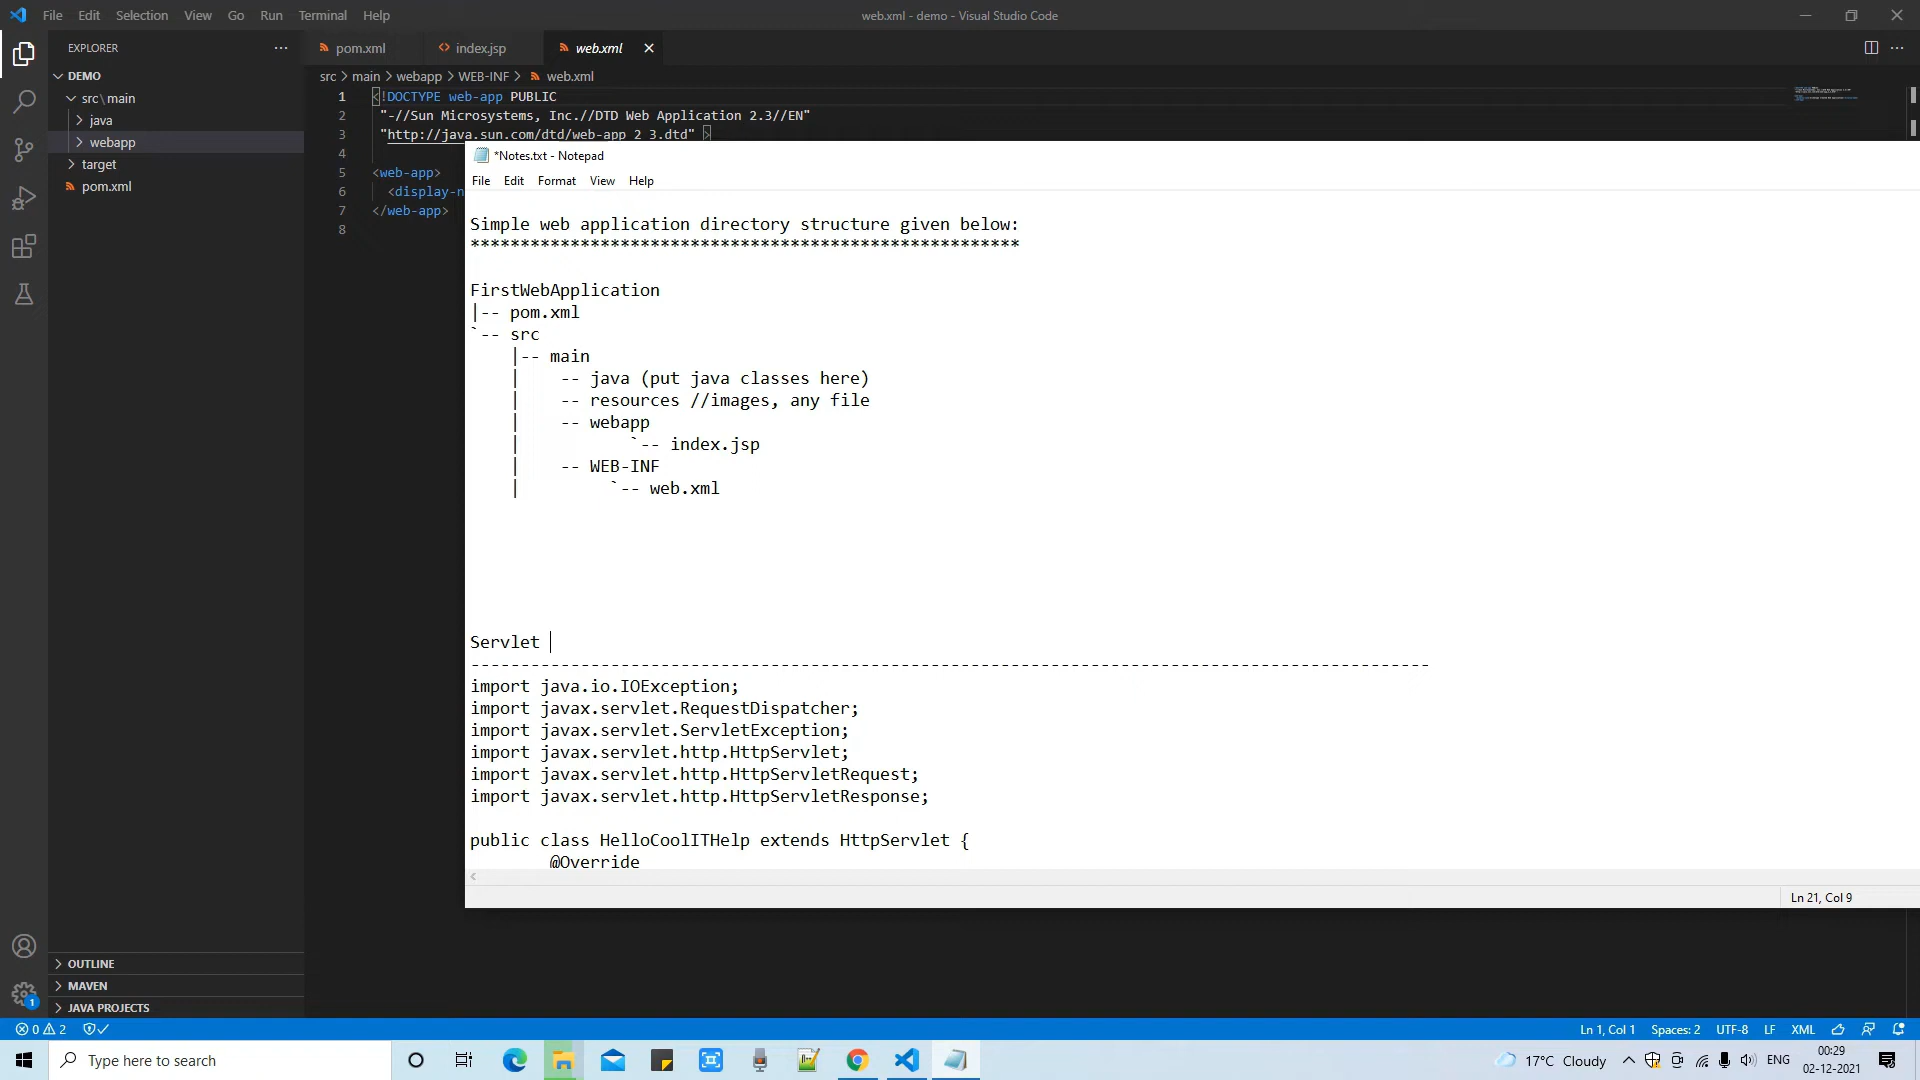 File Edit Selection View Go Run Terminal Help
web.xml - demo - Visual Studio Code
EXPLORER
DEMO
src\main
java
webapp
target
pom.xml
OUTLINE
MAVEN
JAVA PROJECTS
pom.xml index.jsp web.xml
src > main > webapp > WEB-INF > web.xml
1 <!DOCTYPE web-app PUBLIC
2 "-//Sun Microsystems, Inc.//DTD Web Application 2.3//EN"
3 "http://java.sun.com/dtd/web-app_2_3.dtd" >
4
5 <web-app>
6 <display-n
7 </web-app>
8
*Notes.txt - Notepad
File Edit Format View Help
Simple web application directory structure given below:
*******************************************************
FirstWebApplication
|-- pom.xml
`-- src
|-- main
| -- java (put java classes here)
| -- resources //images, any file
| -- webapp
| `-- index.jsp
| -- WEB-INF
| `-- web.xml
Servlet
------------------------------------------------------------------------------------------------
import java.io.IOException;
import javax.servlet.RequestDispatcher;
import javax.servlet.ServletException;
import javax.servlet.http.HttpServlet;
import javax.servlet.http.HttpServletRequest;
import javax.servlet.http.HttpServletResponse;
public class HelloCoolITHelp extends HttpServlet {
@Override
Ln 21, Col 9
1
0 2
Ln 1, Col 1 Spaces: 2 UTF-8 LF XML
Type here to search
17°C Cloudy
ENG
00:29
02-12-2021